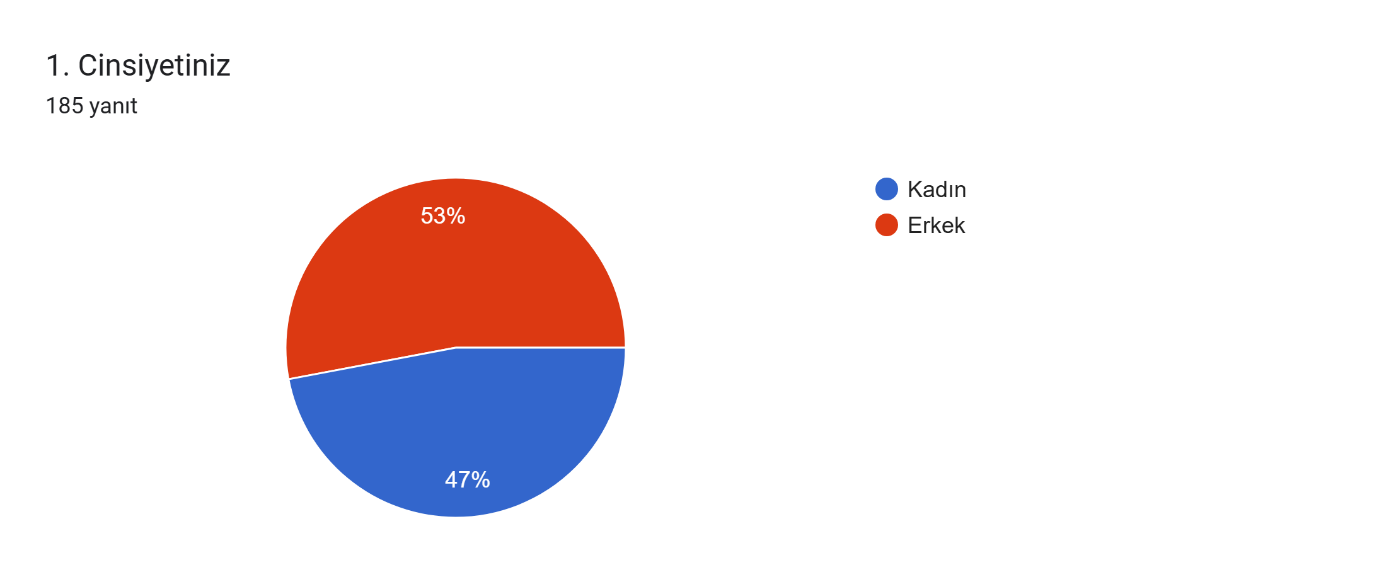 1. Cinsiyetiniz
185 yanıt
53%
47%
Kadın
Erkek